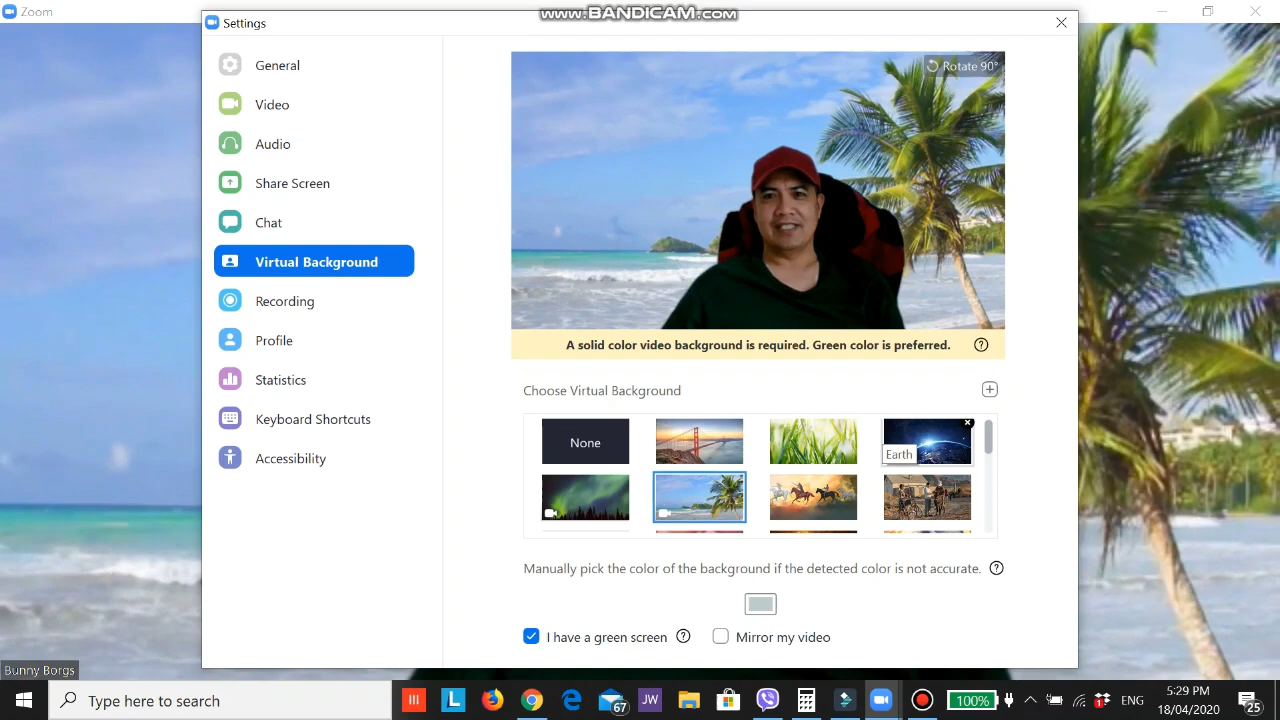 Zoom
Settings
www.BANDICAM.com
General
Video
Audio
Share Screen
Chat
Virtual Background
Recording
Profile
Statistics
Keyboard Shortcuts
Accessibility
Rotate 90°
A solid color video background is required. Green color is preferred.
?
Choose Virtual Background
None
Earth
Manually pick the color of the background if the detected color is not accurate.
?
I have a green screen
?
Mirror my video
Bunny Borgs
Type here to search
L
67
JW
100%
1
ENG
5:29 PM
18/04/2020
25